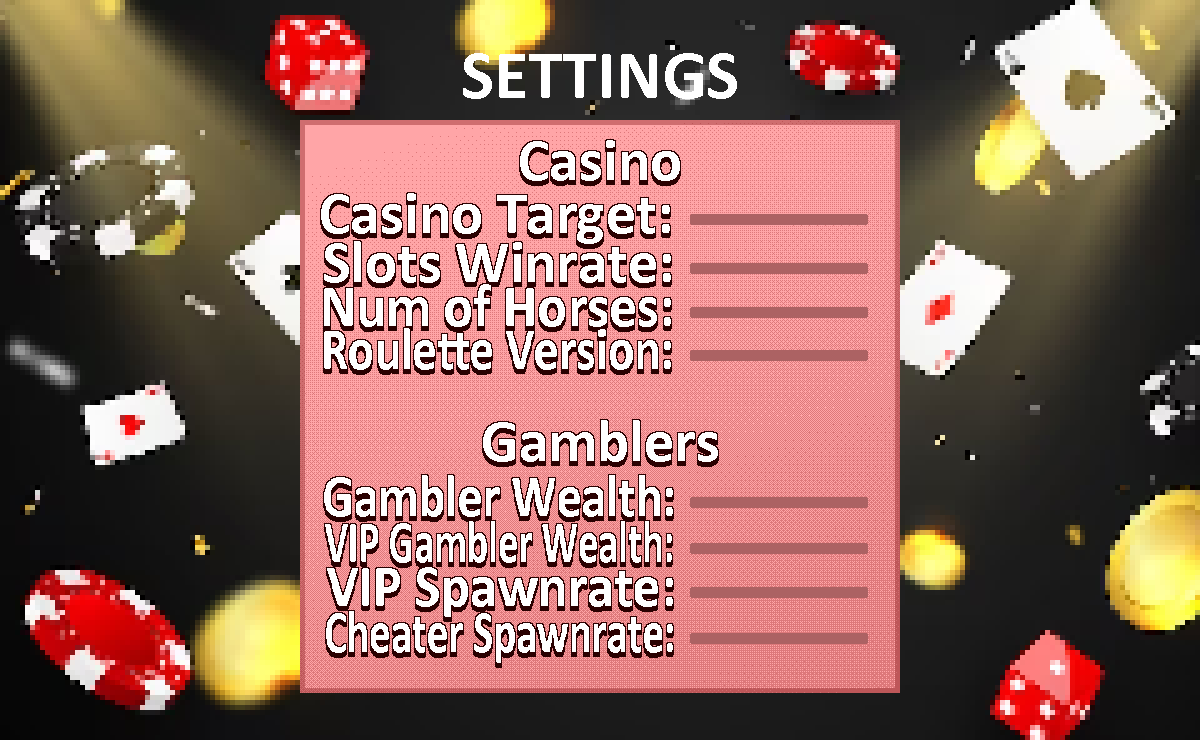 SETTINGS
Casino
Casino Target:
Slots Winrate:
Num of Horses:
Roulette Version:
Gamblers
Gambler Wealth:
VIP Gambler Wealth:
VIP Spawnrate:
Cheater Spawnrate: